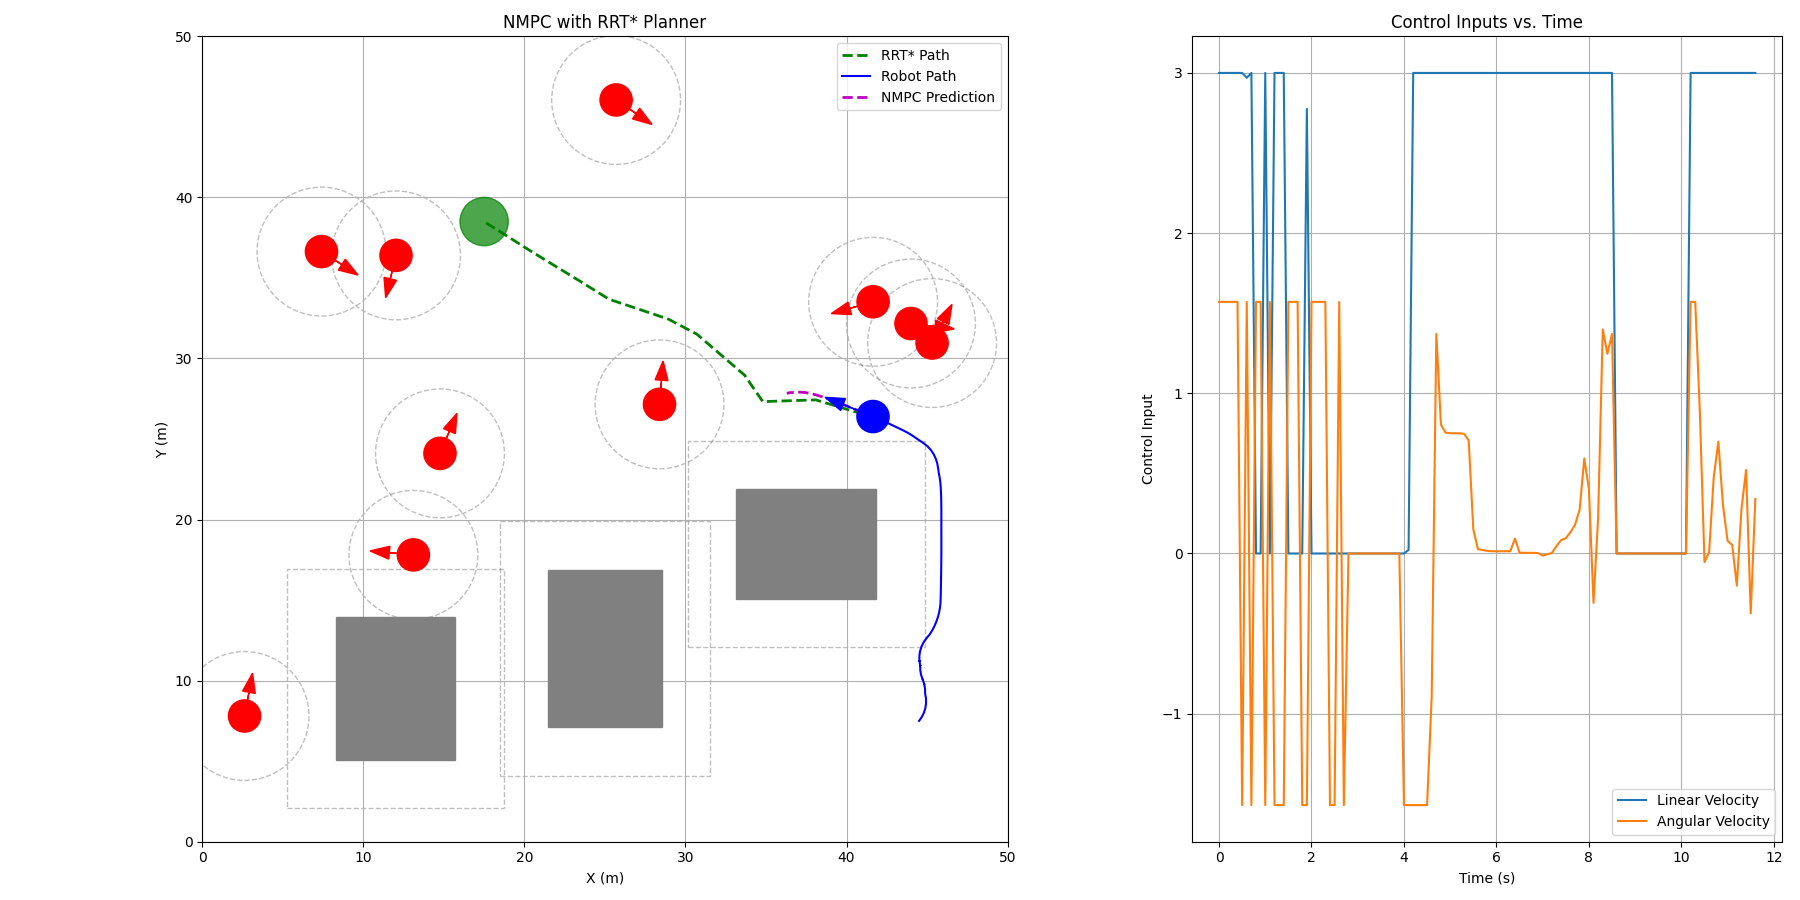 NMPC with RRT* Planner
50
40
30
20
10
0
Y (m)
0 10 20 30 40 50
X (m)
RRT* Path
Robot Path
NMPC Prediction
Control Inputs vs. Time
3
2
1
0
−1
Control Input
0 2 4 6 8 10 12
Time (s)
Linear Velocity
Angular Velocity